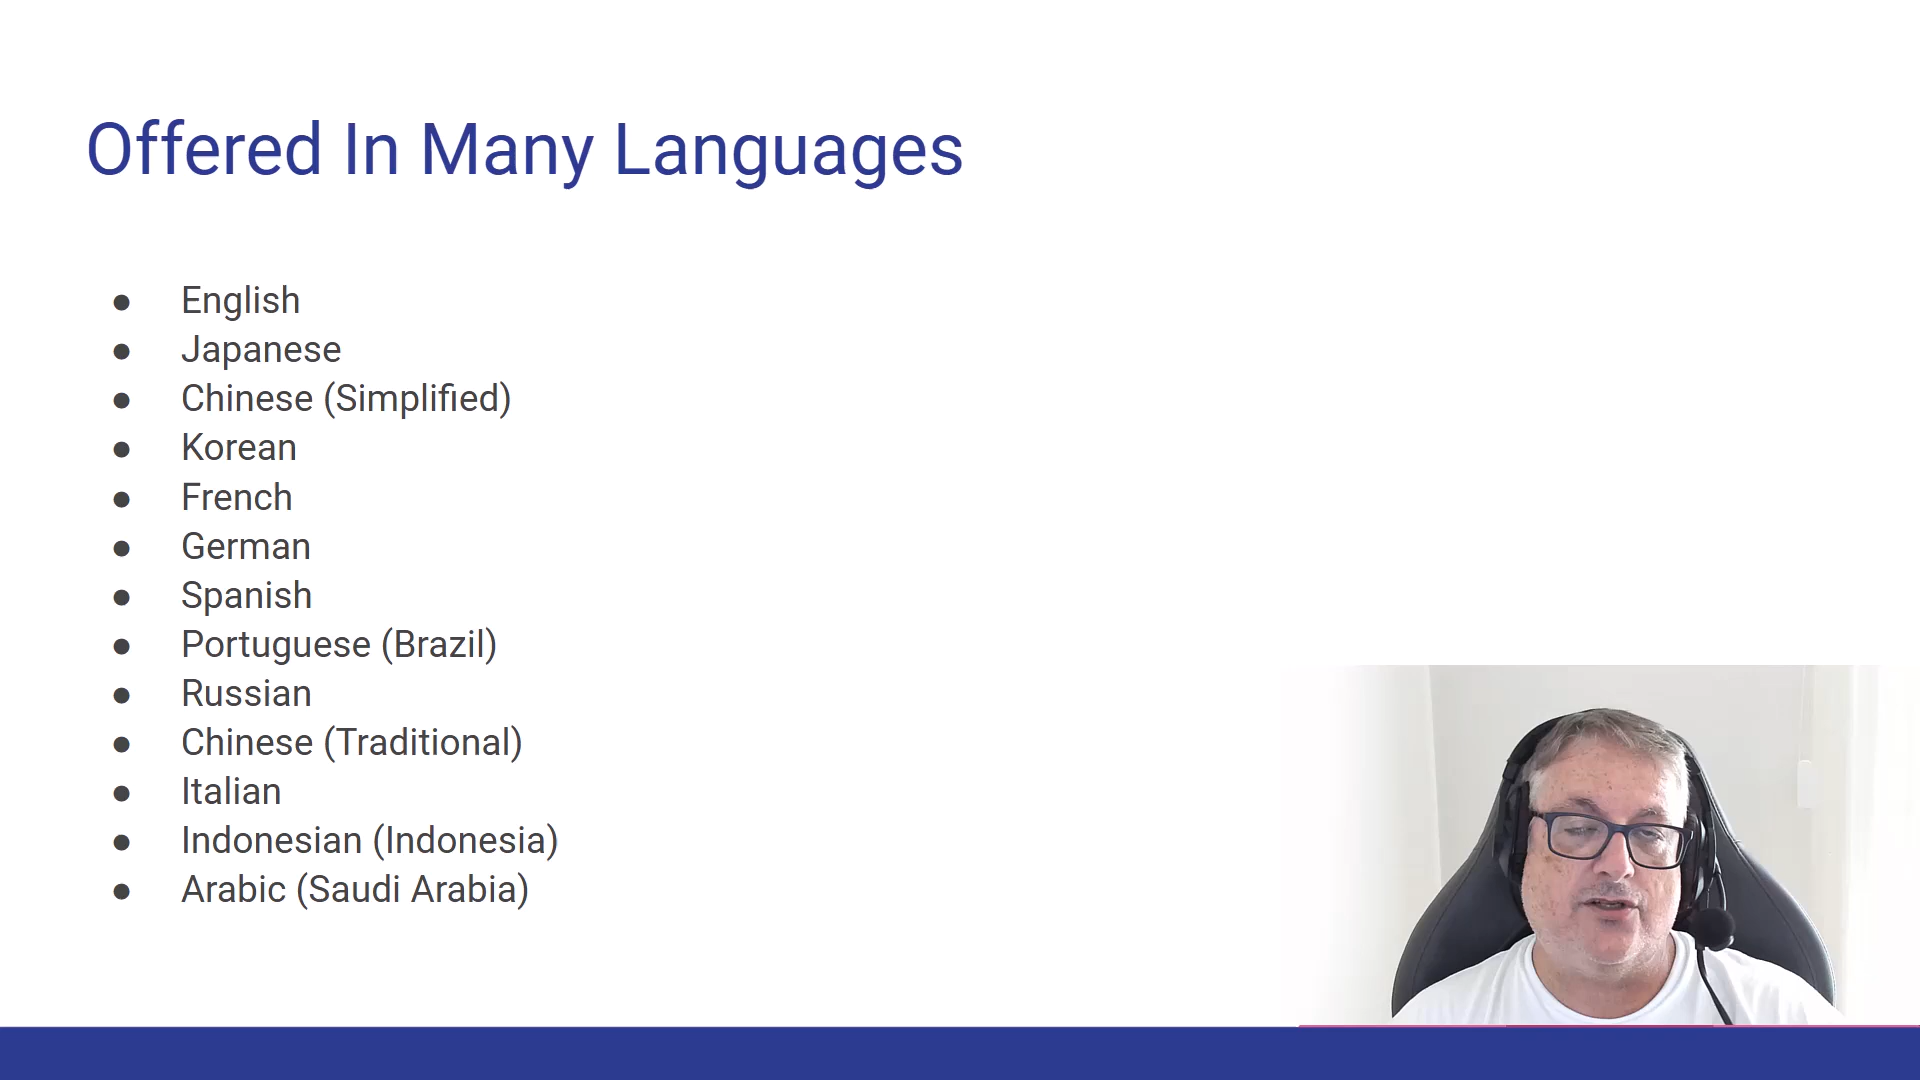 Offered In Many Languages
● English
● Japanese
● Chinese (Simplified)
● Korean
● French
● German
● Spanish
● Portuguese (Brazil)
● Russian
● Chinese (Traditional)
● Italian
● Indonesian (Indonesia)
● Arabic (Saudi Arabia)